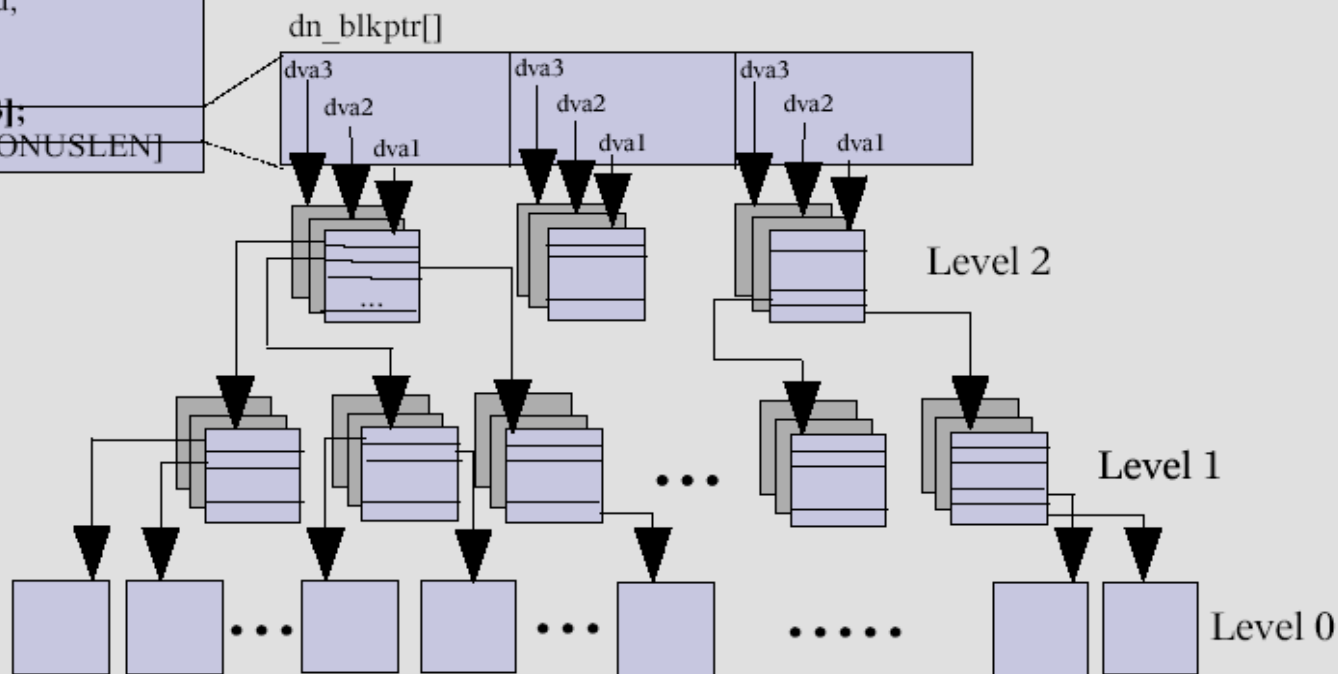 dn_blkptr[]
];
ONUSLEN]
dva3 dva3 dva3
dva2 dva2 dva2
dva1 dva1 dva1
...
Level 2
Level 1
Level 0